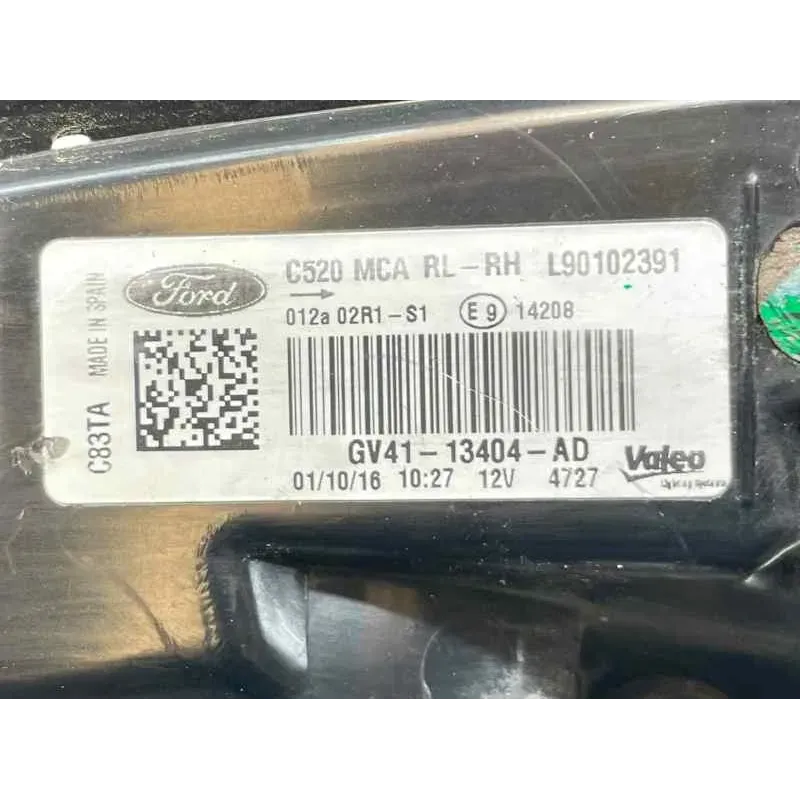 Ford
C520 MCA RL-RH L90102391
012a 02R1-S1 E9 14208
MADE IN SPAIN
C83TA
GV41-13404-AD
01/10/16 10:27 12V 4727
Valeo